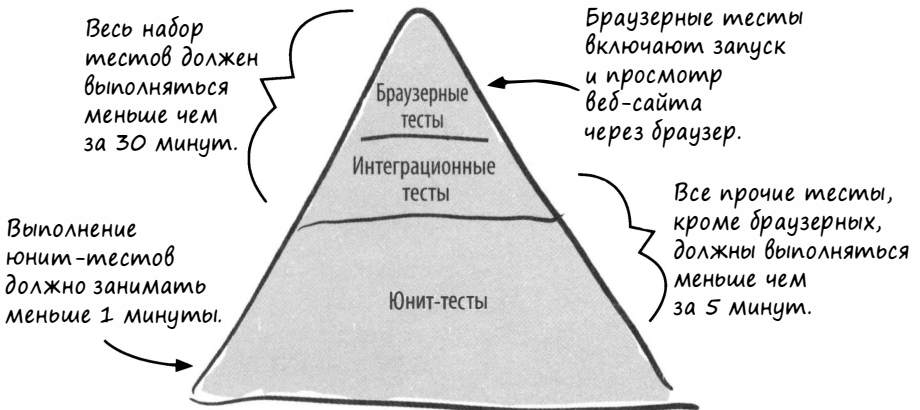 Весь набор
тестов должен
выполняться
меньше чем
за 30 минут.
Браузерные тесты
включают запуск
и просмотр
веб-сайта
через браузер.
Браузерные
тесты
Интеграционные
тесты
Все прочие тесты,
кроме браузерных,
должны выполняться
меньше чем
за 5 минут.
Выполнение
юнит-тестов
должно занимать
меньше 1 минуты.
Юнит-тесты